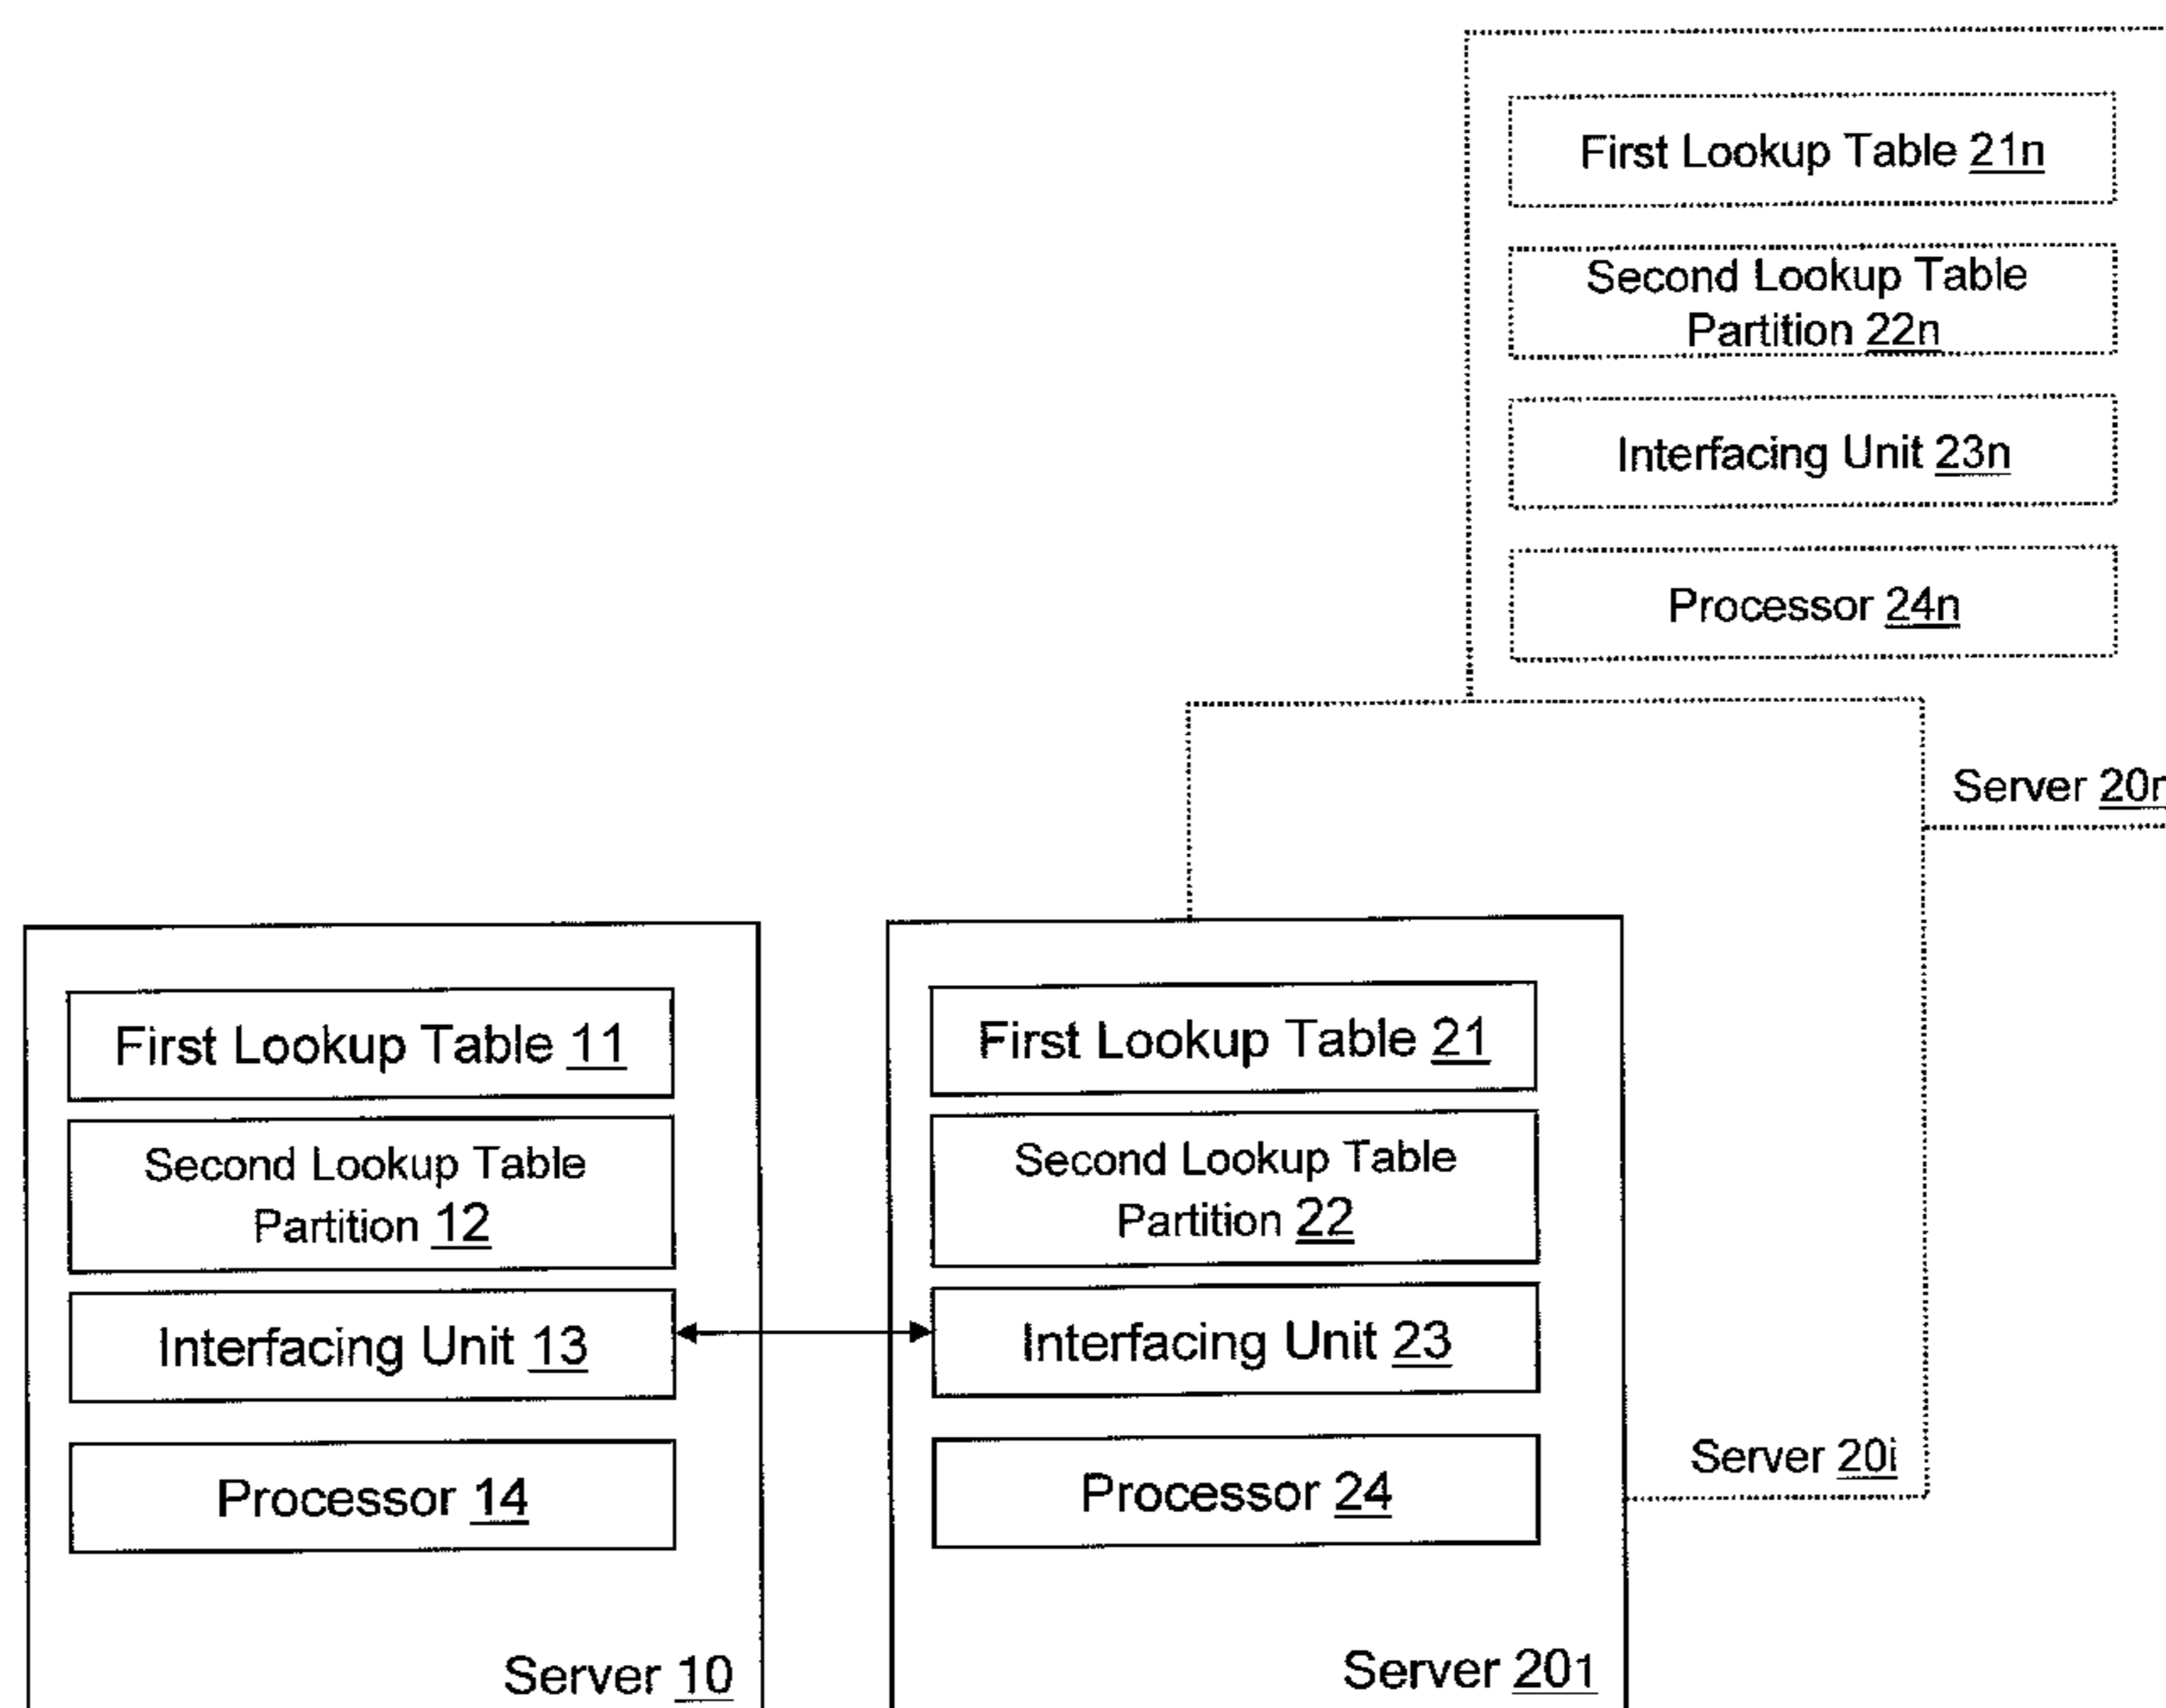 First Lookup Table 21n
Second Lookup Table
Partition 22n
Interfacing Unit 23n
Processor 24n
Server 20n
First Lookup Table 11
Second Lookup Table
Partition 12
Interfacing Unit 13
Processor 14
Server 10
First Lookup Table 21
Second Lookup Table
Partition 22
Interfacing Unit 23
Processor 24
Server 201
Server 20i